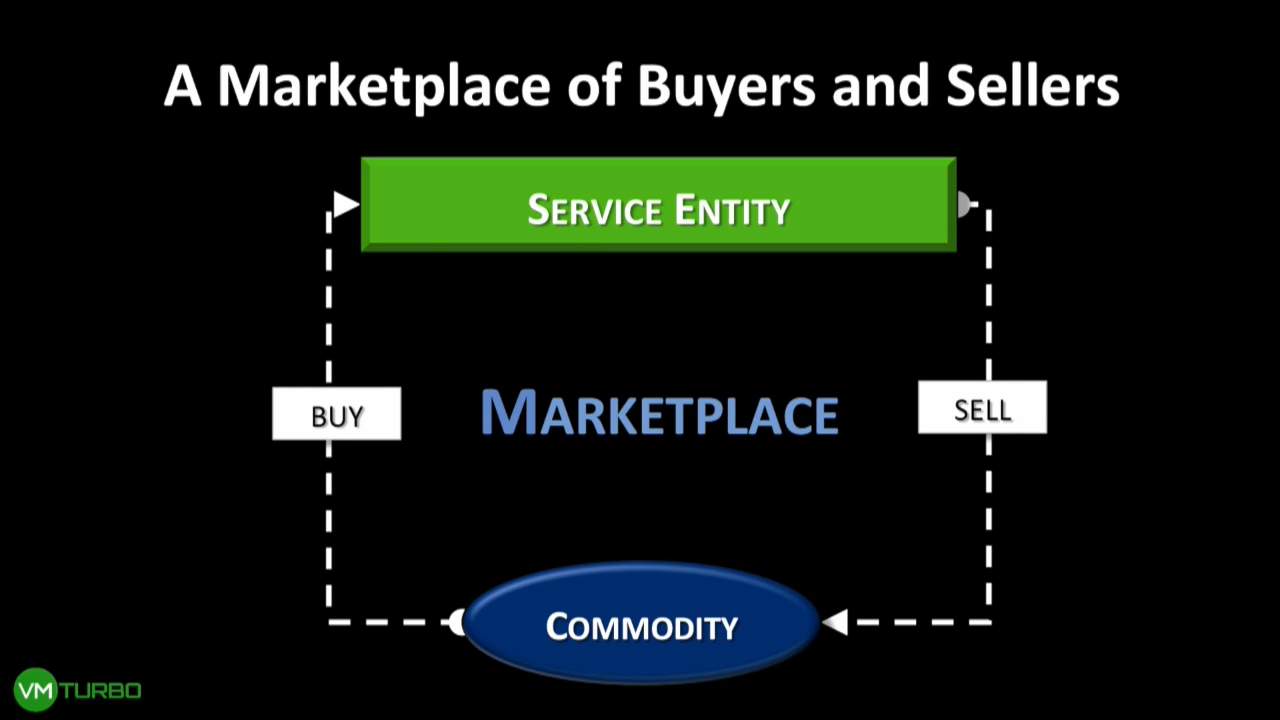 A Marketplace of Buyers and Sellers
SERVICE ENTITY
BUY
MARKETPLACE
SELL
COMMODITY
VMTURBO